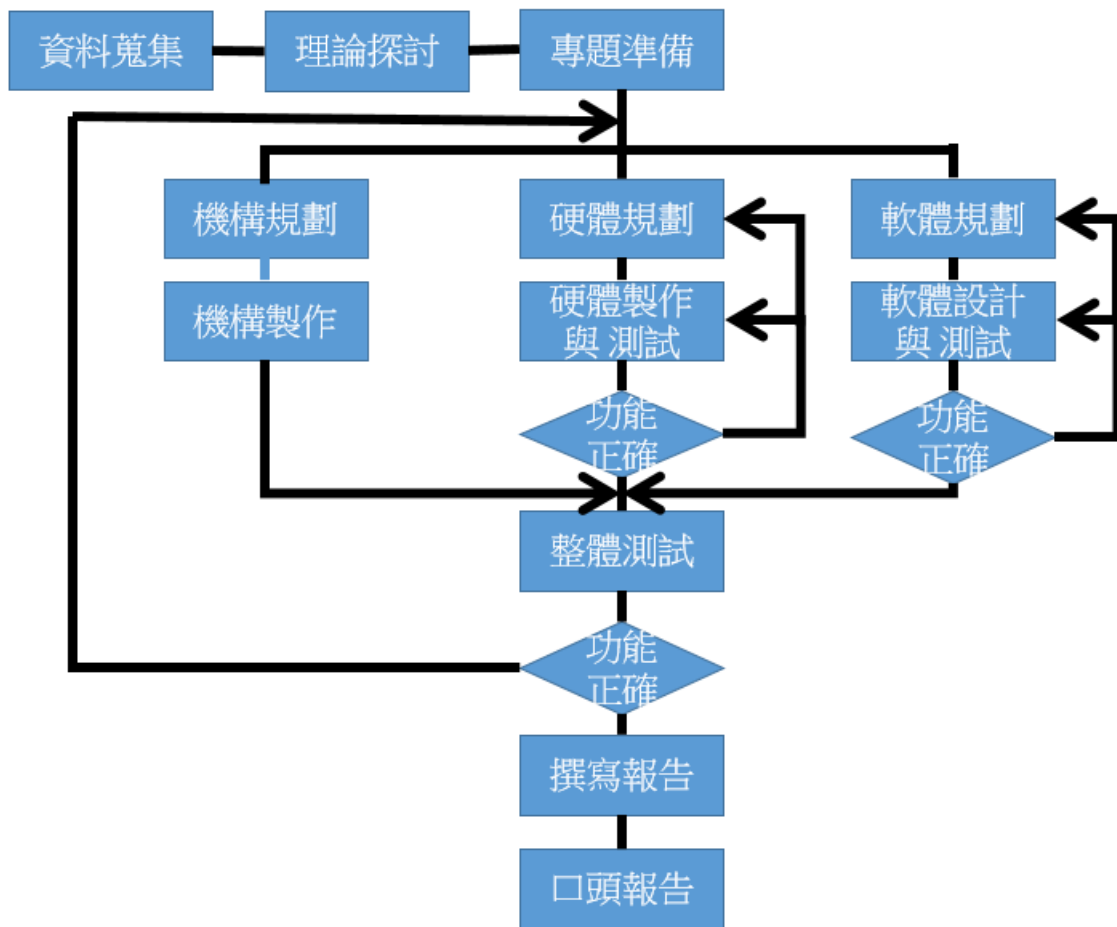 資料蒐集
理論探討
專題準備
機構規劃
硬體規劃
軟體規劃
機構製作
硬體製作
與 測試
軟體設計
與 測試
功能
正確
功能
正確
整體測試
功能
正確
撰寫報告
口頭報告